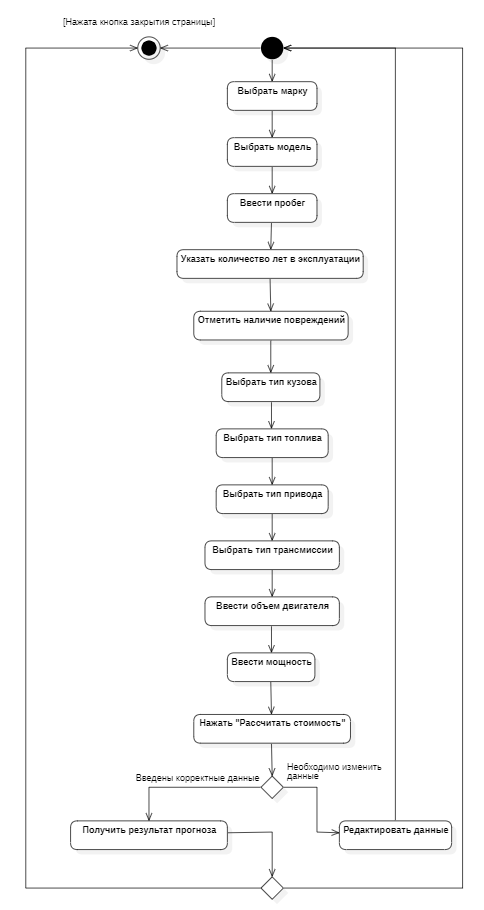 [Нажата кнопка закрытия страницы]
Выбрать марку
Выбрать модель
Ввести пробег
Указать количество лет в эксплуатации
Отметить наличие повреждений
Выбрать тип кузова
Выбрать тип топлива
Выбрать тип привода
Выбрать тип трансмиссии
Ввести объем двигателя
Ввести мощность
Нажать "Рассчитать стоимость"
Введены корректные данные
Необходимо изменить
данные
Получить результат прогноза
Редактировать данные